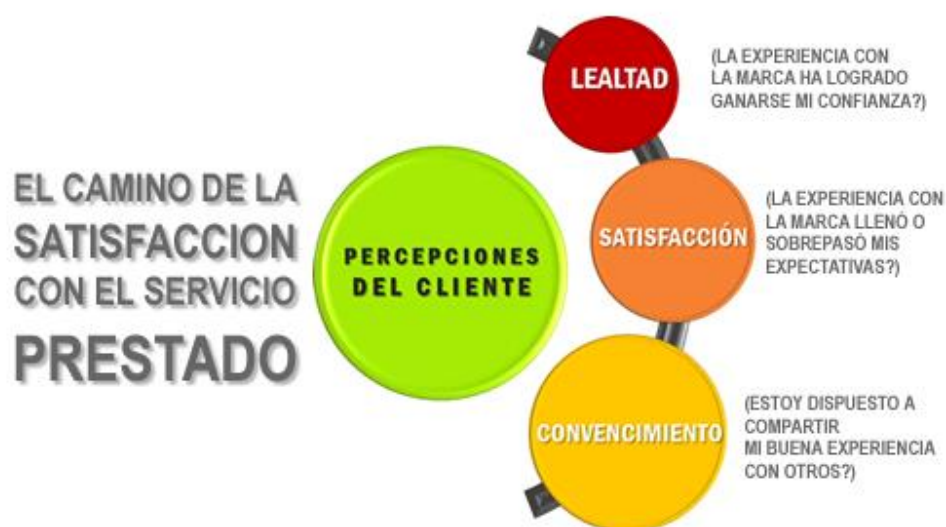 EL CAMINO DE LA
SATISFACCION
CON EL SERVICIO
PRESTADO
PERCEPCIONES
DEL CLIENTE
LEALTAD
(LA EXPERIENCIA CON
LA MARCA HA LOGRADO
GANARSE MI CONFIANZA?)
SATISFACCIÓN
(LA EXPERIENCIA CON
LA MARCA LLENÓ O
SOBREPASÓ MIS
EXPECTATIVAS?)
CONVENCIMIENTO
(ESTOY DISPUESTO A
COMPARTIR
MI BUENA EXPERIENCIA
CON OTROS?)